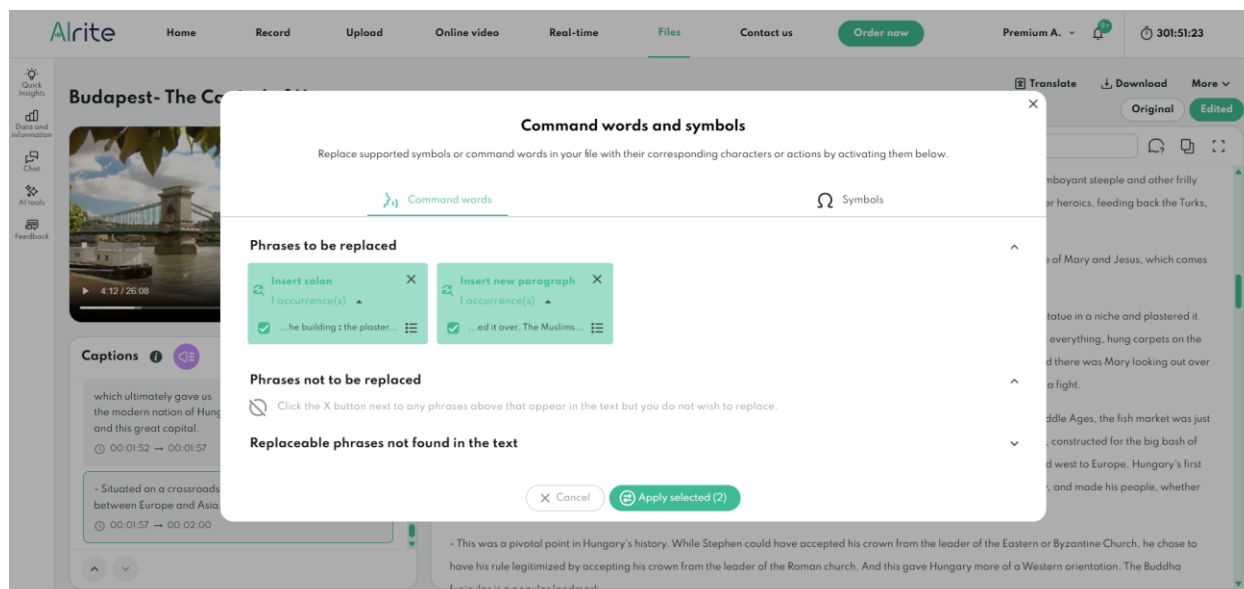 Alrite
Home Record Upload Online video Real-time Files Contact us Order now Premium A. 9+ 301:51:23
Quick
Insights
Data and
information
Chat
AI tools
Feedback
Budapest- The Ca
Translate Download More
Original Edited
4:12 / 26:08
Captions
which ultimately gave us
the modern nation of Hung
and this great capital.
00:01:52 → 00:01:57
- Situated on a crossroads
between Europe and Asia,
00:01:57 → 00:02:00
Command words and symbols
Replace supported symbols or command words in your file with their corresponding characters or actions by activating them below.
Command words Symbols
Phrases to be replaced
Insert colon
1 occurrence(s)
...he building : the plaster...
Insert new paragraph
1 occurrence(s)
...ed it over. The Muslims...
Phrases not to be replaced
Click the X button next to any phrases above that appear in the text but you do not wish to replace.
Replaceable phrases not found in the text
Cancel Apply selected (2)
mboyant steeple and other frilly
er heroics, feeding back the Turks,
e of Mary and Jesus, which comes
tatue in a niche and plastered it
everything, hung carpets on the
d there was Mary looking out over
a fight.
ddle Ages, the fish market was just
, constructed for the big bash of
d west to Europe. Hungary's first
, and made his people, whether
- This was a pivotal point in Hungary's history. While Stephen could have accepted his crown from the leader of the Eastern or Byzantine Church, he chose to
have his rule legitimized by accepting his crown from the leader of the Roman church. And this gave Hungary more of a Western orientation. The Buddha
funicular is a popular landmark